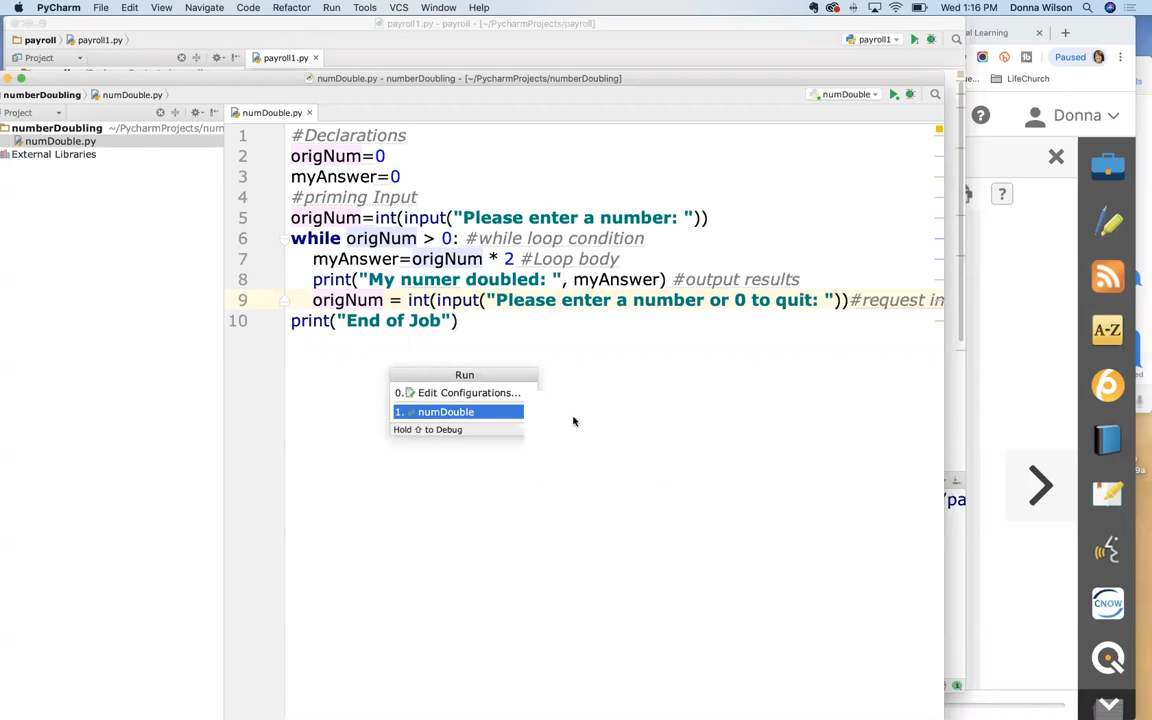 PyCharm File Edit View Navigate Code Refactor Run Tools VCS Window Help Wed 1:16 PM Donna Wilson
payroll1.py - payroll - [~/PycharmProjects/payroll]
al Learning
payroll payroll1.py payroll1
Project payroll1.py Paused
LifeChurch
numDouble.py - numberDoubling - [~/PycharmProjects/numberDoubling]
numberDoubling numDouble.py numDouble
Project numDouble.py Donna
numberDoubling ~/PycharmProjects/num
numDouble.py
External Libraries
1 #Declarations
2 origNum=0
3 myAnswer=0
4 #priming Input
5 origNum=int(input("Please enter a number: "))
6 while origNum > 0: #while loop condition
7 myAnswer=origNum * 2 #Loop body
8 print("My numer doubled: ", myAnswer) #output results
9 origNum = int(input("Please enter a number or 0 to quit: "))#request in
10 print("End of Job")
Run
0. Edit Configurations...
1. numDouble
Hold ⇧ to Debug
/pa
?
?
A-Z
CNOW